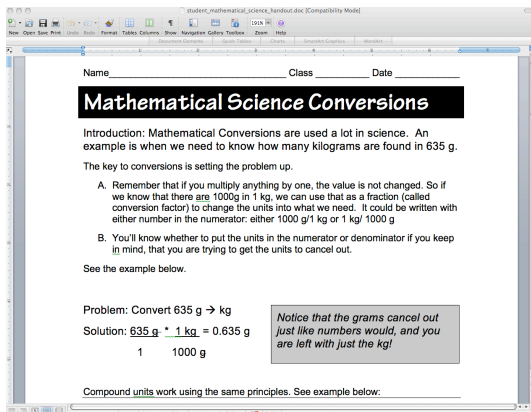 student_mathematical_science_handout.doc [Compatibility Mode]
191%
New Open Save Print Undo Redo Format Tables Columns Show Navigation Gallery Toolbox Zoom Help
Document Elements Quick Tables Charts SmartArt Graphics WordArt
Name Class Date
Mathematical Science Conversions
Introduction: Mathematical Conversions are used a lot in science. An
example is when we need to know how many kilograms are found in 635 g.
The key to conversions is setting the problem up.
A. Remember that if you multiply anything by one, the value is not changed. So if
we know that there are 1000g in 1 kg, we can use that as a fraction (called
conversion factor) to change the units into what we need. It could be written with
either number in the numerator: either 1000 g/1 kg or 1 kg/ 1000 g
B. You'll know whether to put the units in the numerator or denominator if you keep
in mind, that you are trying to get the units to cancel out.
See the example below.
Problem: Convert 635 g → kg
Solution: 635 g * 1 kg = 0.635 g
1 1000 g
Notice that the grams cancel out
just like numbers would, and you
are left with just the kg!
Compound units work using the same principles. See example below: